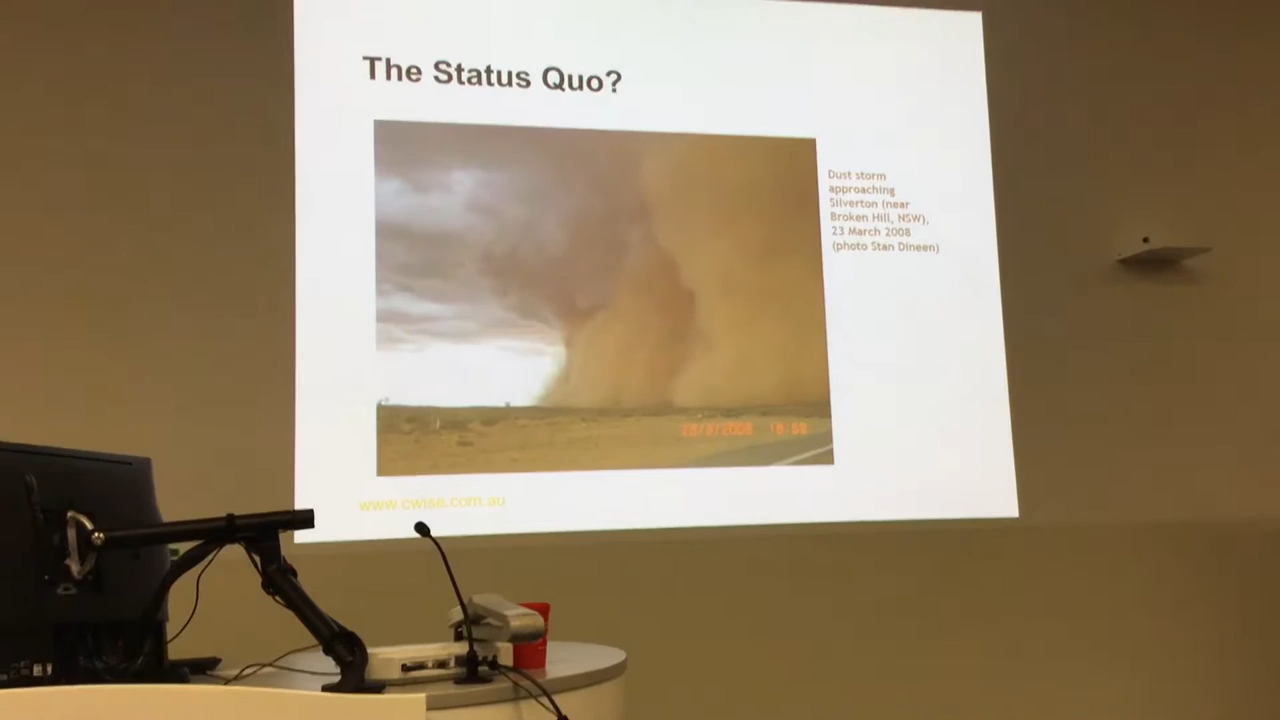 The Status Quo?
Dust storm
approaching
Silverton (near
Broken Hill, NSW),
23 March 2008
(photo Stan Dineen)
23/3/2008 18:59
www.cwise.com.au